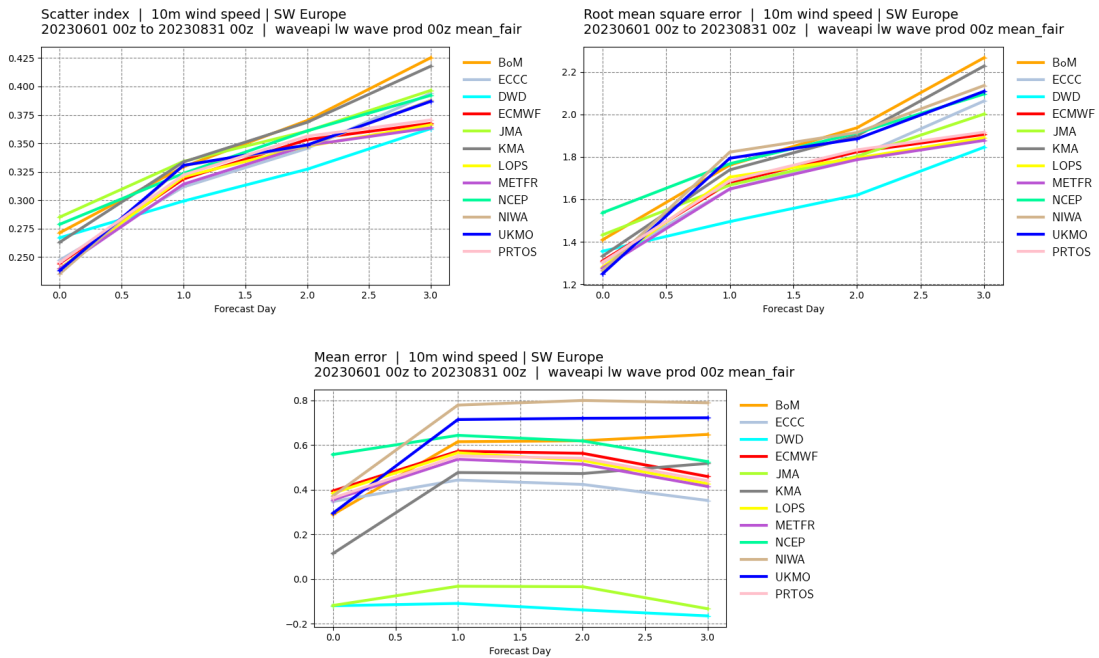 Scatter index | 10m wind speed | SW Europe
20230601 00z to 20230831 00z | waveapi lw wave prod 00z mean_fair
0.425
0.400
0.375
0.350
0.325
0.300
0.275
0.250
0.0 0.5 1.0 1.5 2.0 2.5 3.0
Forecast Day
BoM
ECCC
DWD
ECMWF
JMA
KMA
LOPS
METFR
NCEP
NIWA
UKMO
PRTOS
Root mean square error | 10m wind speed | SW Europe
20230601 00z to 20230831 00z | waveapi lw wave prod 00z mean_fair
2.2
2.0
1.8
1.6
1.4
1.2
0.0 0.5 1.0 1.5 2.0 2.5 3.0
Forecast Day
BoM
ECCC
DWD
ECMWF
JMA
KMA
LOPS
METFR
NCEP
NIWA
UKMO
PRTOS
Mean error | 10m wind speed | SW Europe
20230601 00z to 20230831 00z | waveapi lw wave prod 00z mean_fair
0.8
0.6
0.4
0.2
0.0
−0.2
0.0 0.5 1.0 1.5 2.0 2.5 3.0
Forecast Day
BoM
ECCC
DWD
ECMWF
JMA
KMA
LOPS
METFR
NCEP
NIWA
UKMO
PRTOS